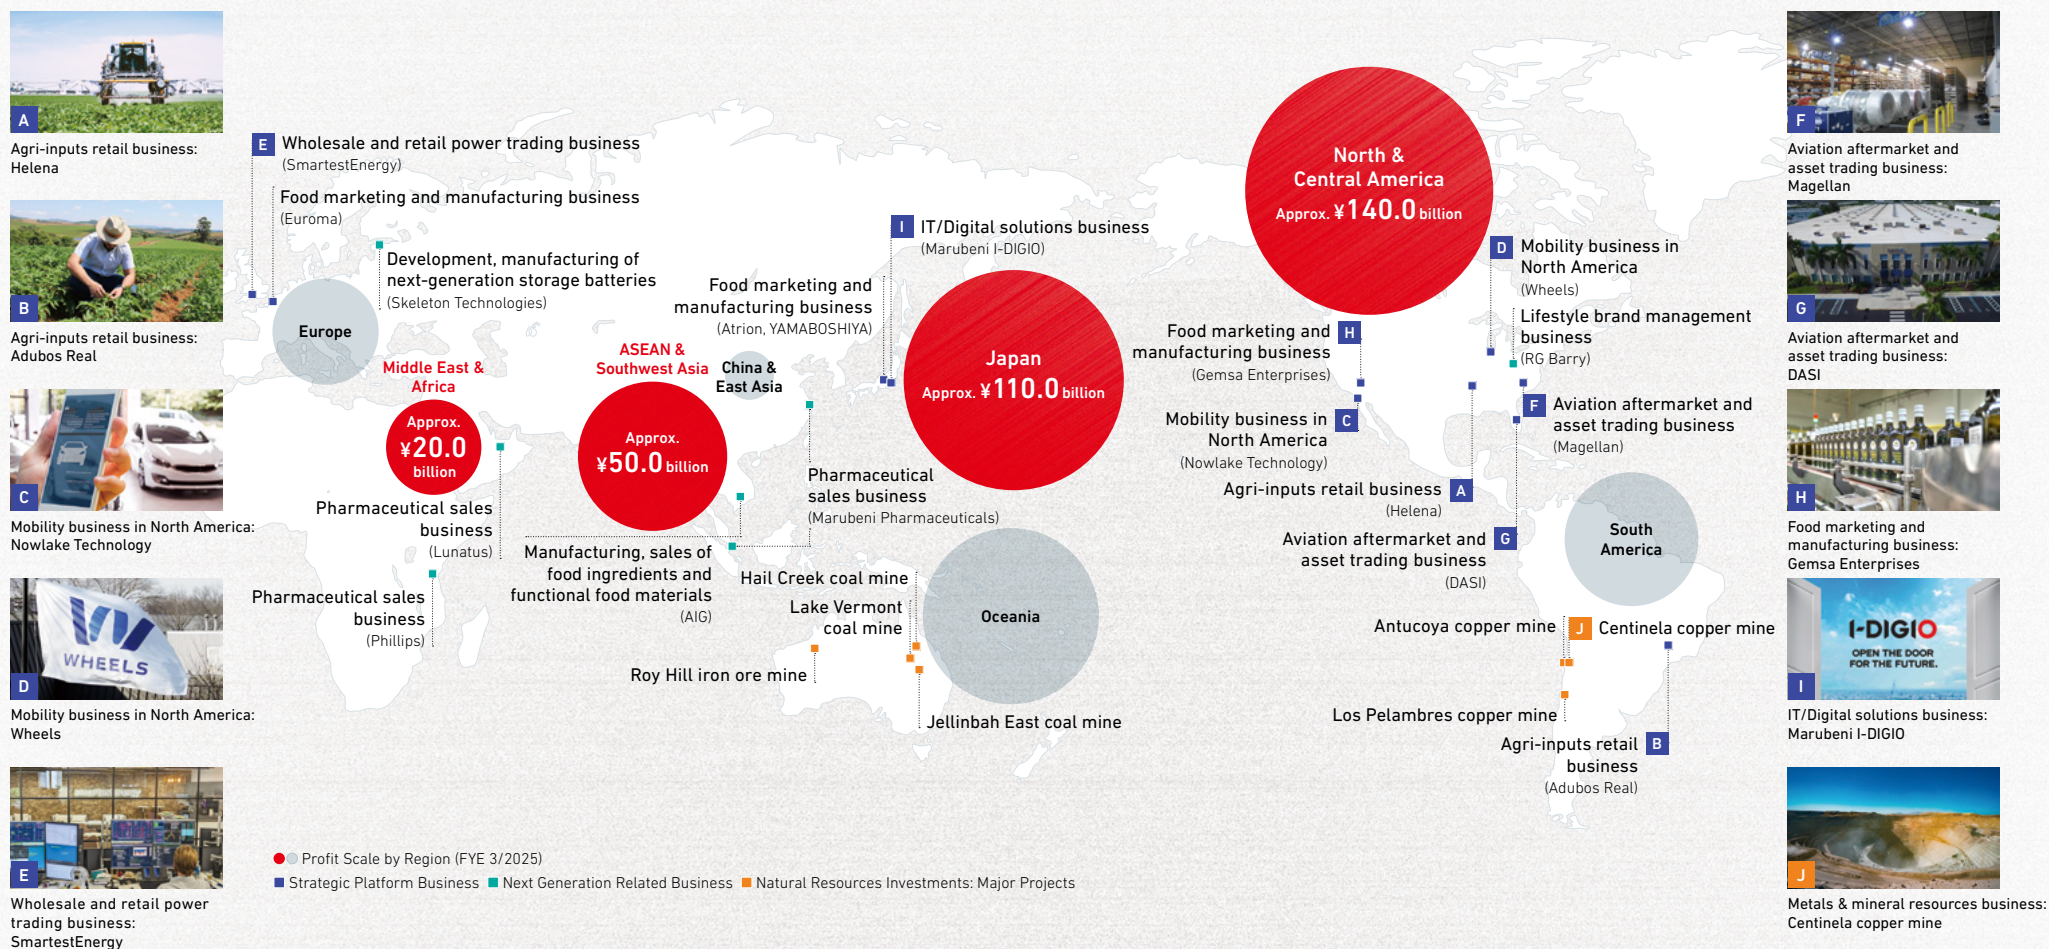 A
Agri-inputs retail business:
Helena
B
Agri-inputs retail business:
Adubos Real
C
Mobility business in North America:
Nowlake Technology
WHEELS
D
Mobility business in North America:
Wheels
E
Wholesale and retail power
trading business:
SmartestEnergy
E Wholesale and retail power trading business
(SmartestEnergy)
Food marketing and manufacturing business
(Euroma)
Development, manufacturing of
next-generation storage batteries
(Skeleton Technologies)
Europe
Middle East &
Africa
Approx.
¥20.0
billion
Pharmaceutical sales
business
(Lunatus)
Pharmaceutical sales
business
(Phillips)
ASEAN &
Southwest Asia
Approx.
¥50.0 billion
China &
East Asia
I IT/Digital solutions business
(Marubeni I-DIGIO)
Food marketing and
manufacturing business
(Atrion, YAMABOSHIYA)
Japan
Approx. ¥110.0 billion
Pharmaceutical
sales business
(Marubeni Pharmaceuticals)
Manufacturing, sales of
food ingredients and
functional food materials
(AIG)
Hail Creek coal mine
Lake Vermont
coal mine
Roy Hill iron ore mine
Jellinbah East coal mine
Oceania
North &
Central America
Approx. ¥140.0 billion
D Mobility business in
North America
(Wheels)
Lifestyle brand management
business
(RG Barry)
Food marketing and H
manufacturing business
(Gemsa Enterprises)
Mobility business in C
North America
(Nowlake Technology)
F Aviation aftermarket and
asset trading business
(Magellan)
Agri-inputs retail business A
(Helena)
Aviation aftermarket and G
asset trading business
(DASI)
South
America
Antucoya copper mine
J Centinela copper mine
Los Pelambres copper mine
Agri-inputs retail B
business
(Adubos Real)
Profit Scale by Region (FYE 3/2025)
Strategic Platform Business Next Generation Related Business Natural Resources Investments: Major Projects
F
Aviation aftermarket and
asset trading business:
Magellan
G
Aviation aftermarket and
asset trading business:
DASI
H
Food marketing and
manufacturing business:
Gemsa Enterprises
I-DIGIO
OPEN THE DOOR
FOR THE FUTURE.
I
IT/Digital solutions business:
Marubeni I-DIGIO
J
Metals & mineral resources business:
Centinela copper mine